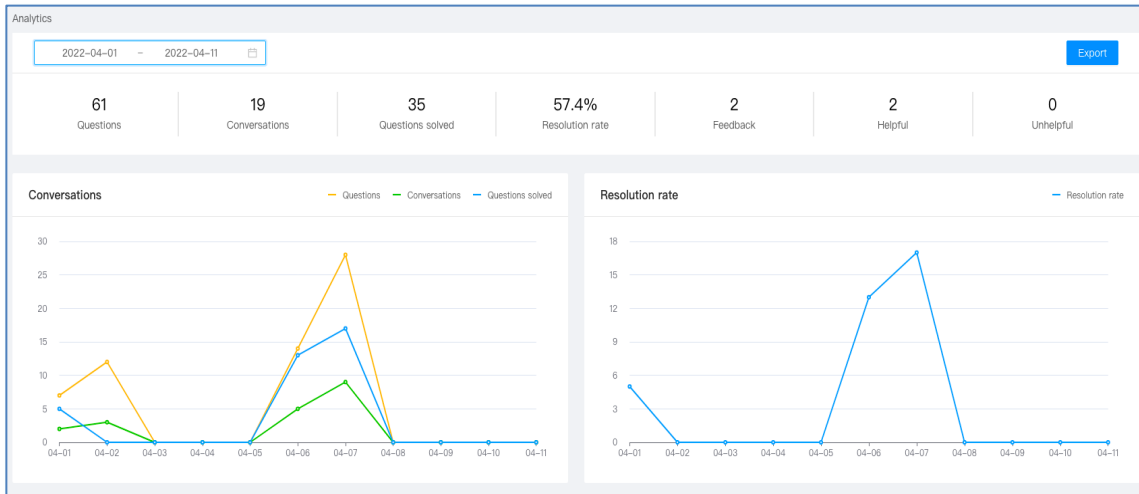 Analytics
2022-04-01 - 2022-04-11
Export
61 19 35 57.4% 2 2 0
Questions Conversations Questions solved Resolution rate Feedback Helpful Unhelpful
Conversations
Questions Conversations Questions solved
30
25
20
15
10
5
0
04-01 04-02 04-03 04-04 04-05 04-06 04-07 04-08 04-09 04-10 04-11
Resolution rate
Resolution rate
18
15
12
9
6
3
0
04-01 04-02 04-03 04-04 04-05 04-06 04-07 04-08 04-09 04-10 04-11